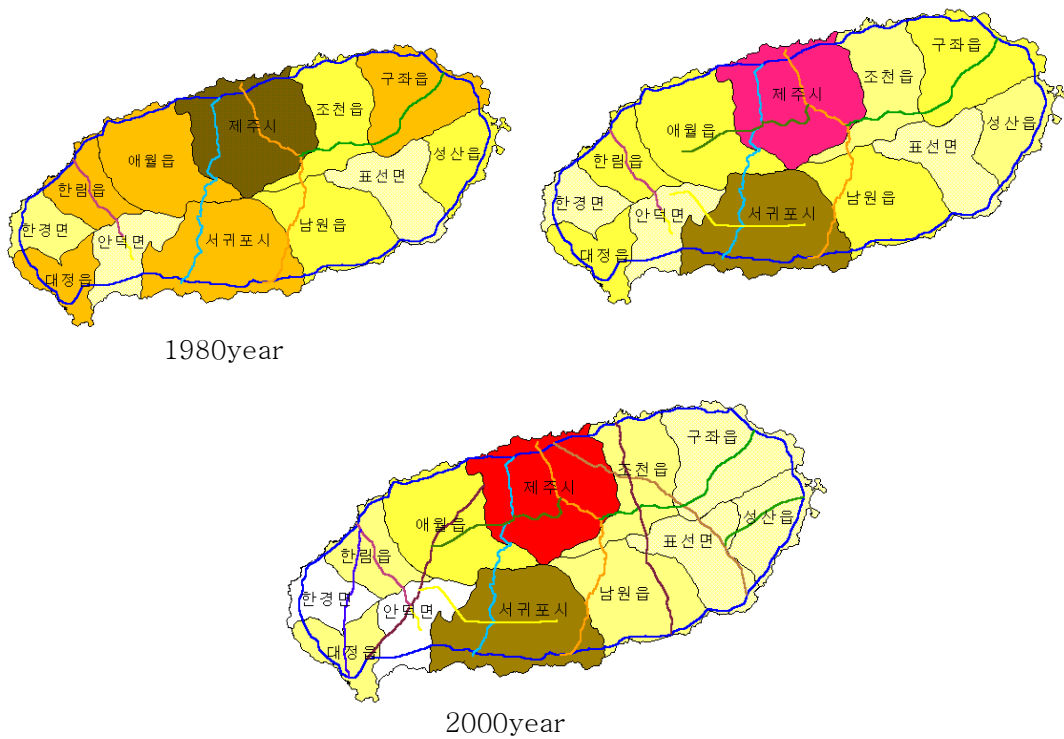 구좌읍
조천읍
제주시
애월읍
성산읍
표선면
한림읍
남원읍
한경면
안덕면
서귀포시
대정읍
1980year
구좌읍
조천읍
제주시
애월읍
성산읍
표선면
한림읍
한경면
안덕면
서귀포시
남원읍
대정읍
구좌읍
조천읍
제주시
애월읍
성산읍
표선면
한림읍
한경면
안덕면
서귀포시
남원읍
대정읍
2000year